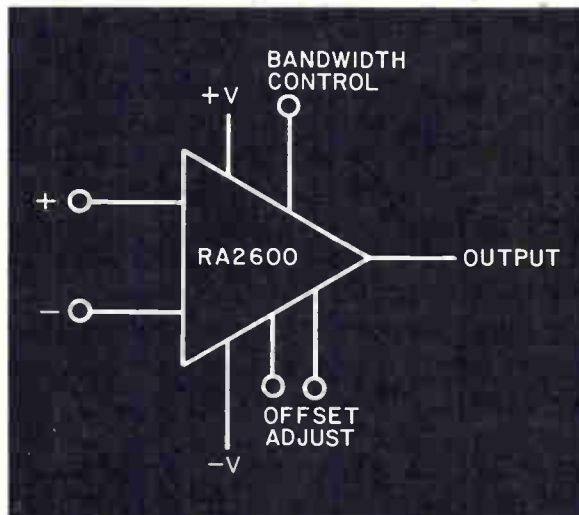 BANDWIDTH
CONTROL
+V
+
RA2600
OUTPUT
-
OFFSET
ADJUST
-V